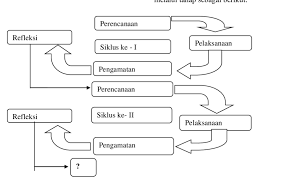 melalui tahap sebagai berikut:
Perencanaan
Refleksi
Siklus ke - I
Pelaksanaan
Pengamatan
Perencanaan
Refleksi
Siklus ke- II
Pelaksanaan
Pengamatan
?